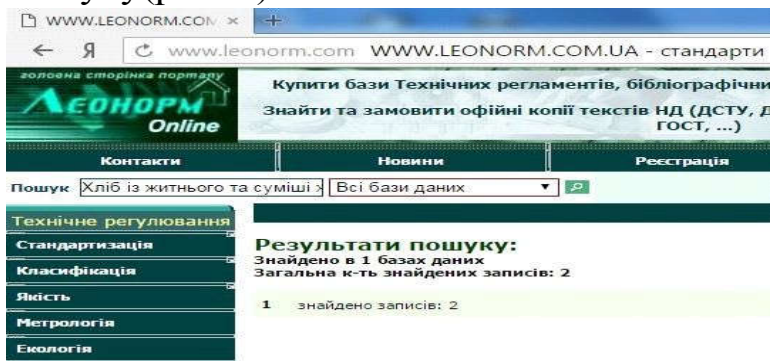 WWW.LEONORM.COM ×
www.leonorm.com WWW.LEONORM.COM.UA - стандарти
головна сторінка порталу
Леонорм
Online
Купити бази Технічних регламентів,
Знайти та замовити офіційні копії текстів НД (ДСТУ,
ГОСТ, ...)
Контакти Новини Реєстрація
Пошук Хліб із житнього та суміші Всі бази даних
Технічне регулювання
Стандартизація
Класифікація
Якість
Метрологія
Екологія
Результати пошуку:
Знайдено в 1 базах даних
Загальна к-ть знайдених записів: 2
1 знайдено записів: 2